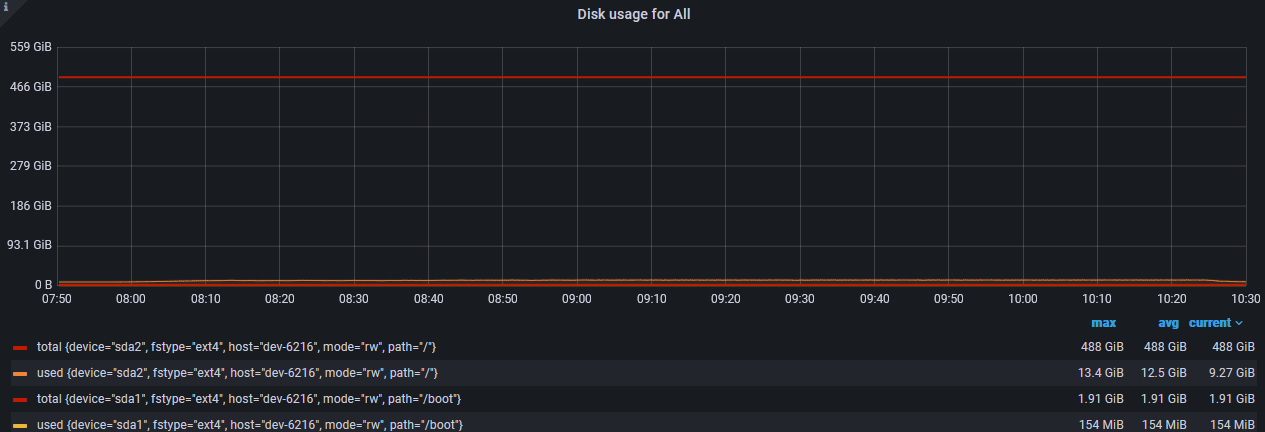 i
Disk usage for All
559 GiB
466 GiB
373 GiB
279 GiB
186 GiB
93.1 GiB
0 B
07:50 08:00 08:10 08:20 08:30 08:40 08:50 09:00 09:10 09:20 09:30 09:40 09:50 10:00 10:10 10:20 10:30
max avg current
total {device="sda2", fstype="ext4", host="dev-6216", mode="rw", path="/"} 488 GiB 488 GiB 488 GiB
used {device="sda2", fstype="ext4", host="dev-6216", mode="rw", path="/"} 13.4 GiB 12.5 GiB 9.27 GiB
total {device="sda1", fstype="ext4", host="dev-6216", mode="rw", path="/boot"} 1.91 GiB 1.91 GiB 1.91 GiB
used {device="sda1", fstype="ext4", host="dev-6216", mode="rw", path="/boot"} 154 MiB 154 MiB 154 MiB